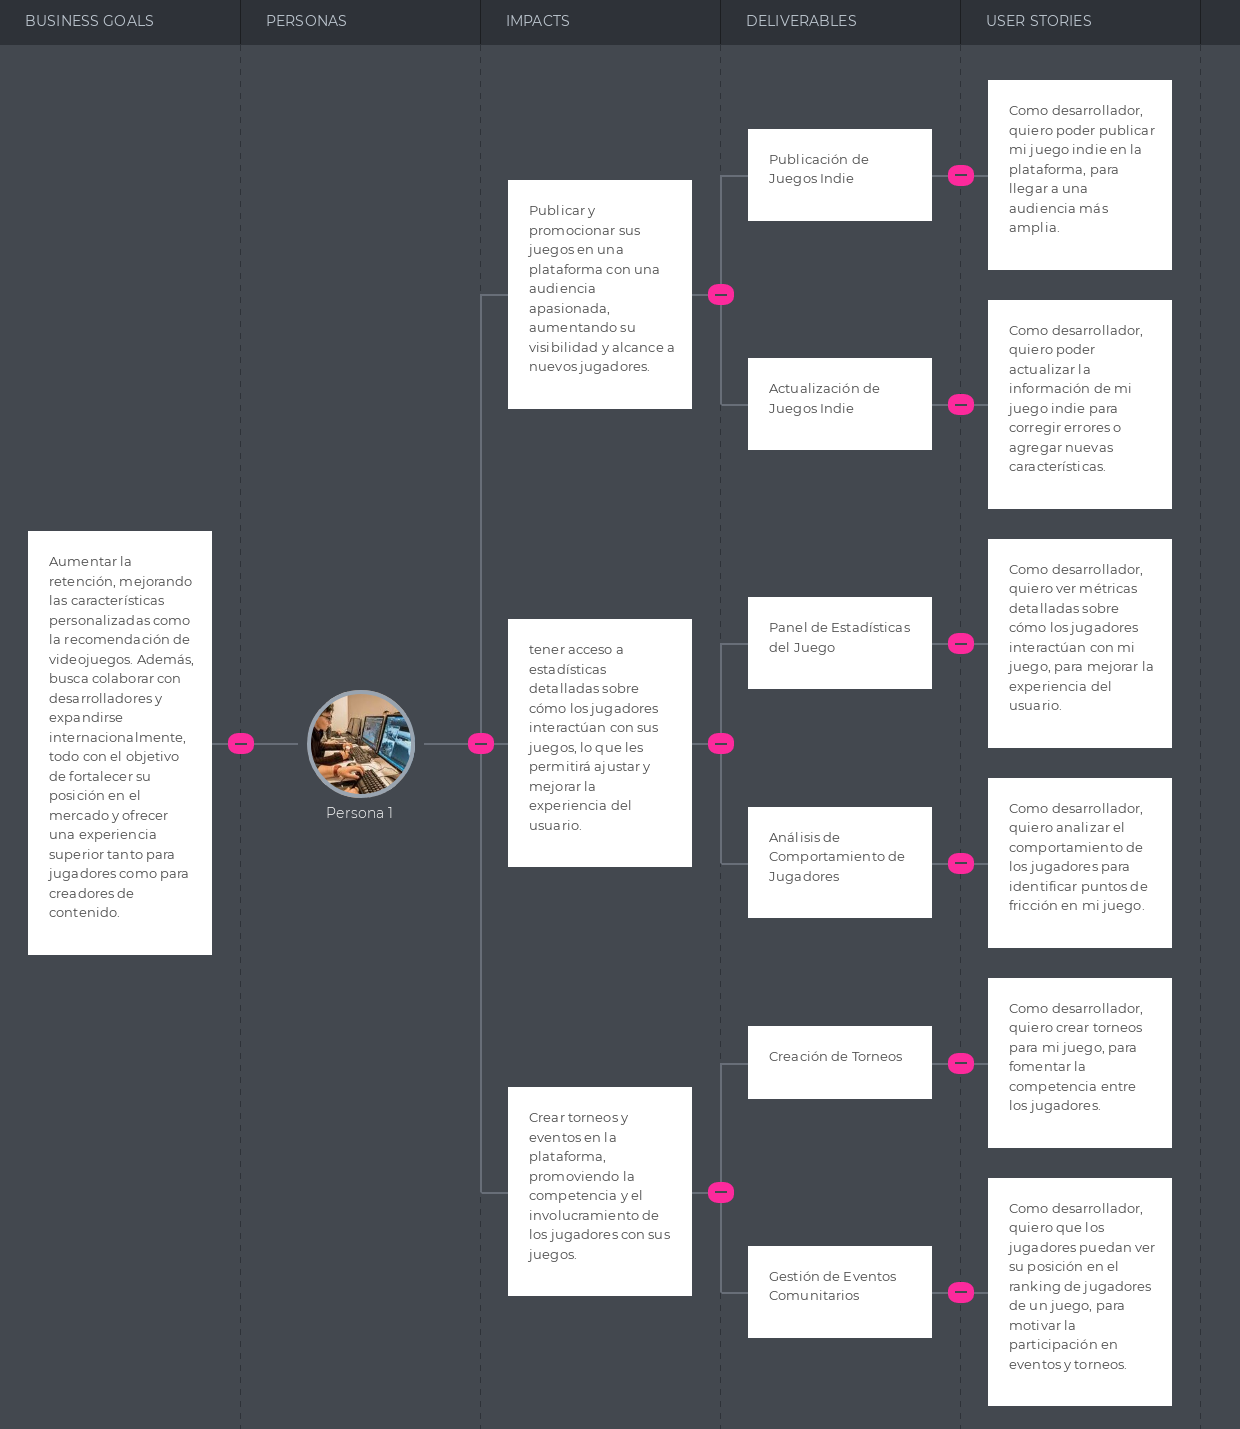 BUSINESS GOALS
PERSONAS
IMPACTS
DELIVERABLES
USER STORIES
Aumentar la
retención, mejorando
las características
personalizadas como
la recomendación de
videojuegos. Además,
busca colaborar con
desarrolladores y
expandirse
internacionalmente,
todo con el objetivo
de fortalecer su
posición en el
mercado y ofrecer
una experiencia
superior tanto para
jugadores como para
creadores de
contenido.
Persona 1
Publicar y
promocionar sus
juegos en una
plataforma con una
audiencia
apasionada,
aumentando su
visibilidad y alcance a
nuevos jugadores.
Publicación de
Juegos Indie
Como desarrollador,
quiero poder publicar
mi juego indie en la
plataforma, para
llegar a una
audiencia más
amplia.
Actualización de
Juegos Indie
Como desarrollador,
quiero poder
actualizar la
información de mi
juego indie para
corregir errores o
agregar nuevas
características.
tener acceso a
estadísticas
detalladas sobre
cómo los jugadores
interactúan con sus
juegos, lo que les
permitirá ajustar y
mejorar la
experiencia del
usuario.
Panel de Estadísticas
del Juego
Como desarrollador,
quiero ver métricas
detalladas sobre
cómo los jugadores
interactúan con mi
juego, para mejorar la
experiencia del
usuario.
Análisis de
Comportamiento de
Jugadores
Como desarrollador,
quiero analizar el
comportamiento de
los jugadores para
identificar puntos de
fricción en mi juego.
Crear torneos y
eventos en la
plataforma,
promoviendo la
competencia y el
involucramiento de
los jugadores con sus
juegos.
Creación de Torneos
Como desarrollador,
quiero crear torneos
para mi juego, para
fomentar la
competencia entre
los jugadores.
Gestión de Eventos
Comunitarios
Como desarrollador,
quiero que los
jugadores puedan ver
su posición en el
ranking de jugadores
de un juego, para
motivar la
participación en
eventos y torneos.